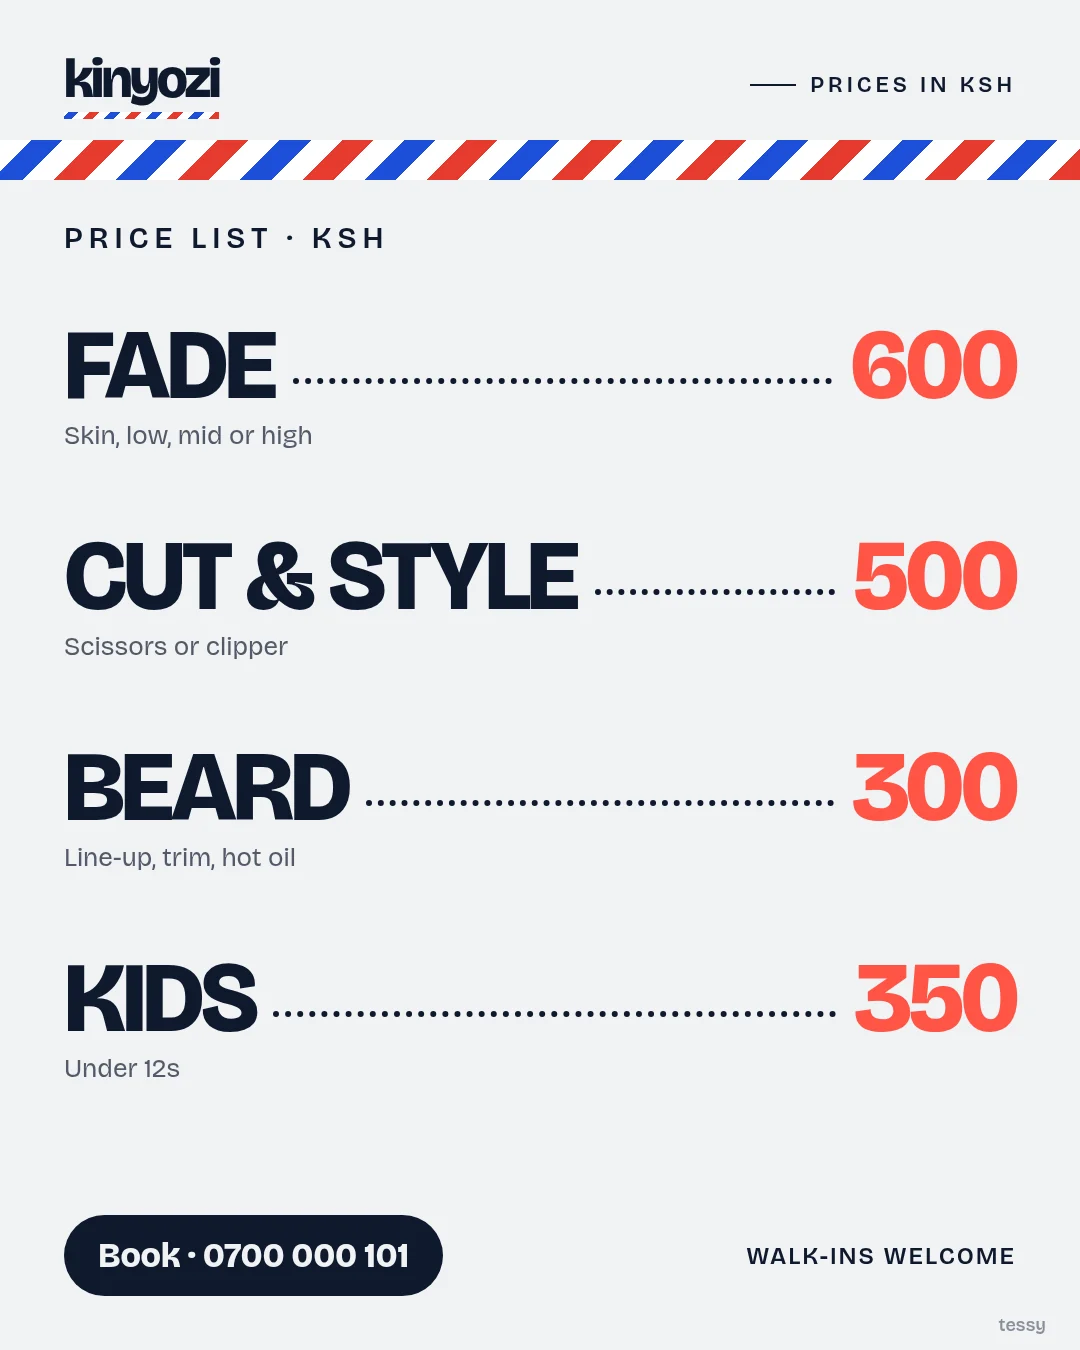 kinyozi
PRICES IN KSH
PRICE LIST · KSH
FADE 600
Skin, low, mid or high
CUT & STYLE 500
Scissors or clipper
BEARD 300
Line-up, trim, hot oil
KIDS 350
Under 12s
Book · 0700 000 101
WALK-INS WELCOME
tessy